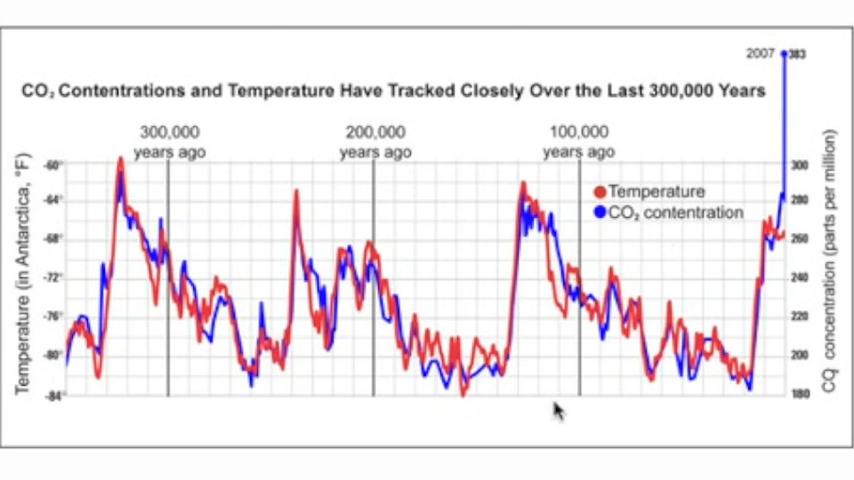 2007 383
CO₂ Contentrations and Temperature Have Tracked Closely Over the Last 300,000 Years
300,000 years ago
200,000 years ago
100,000 years ago
Temperature (in Antarctica, °F)
-60°
-64°
-68°
-72°
-76°
-80°
-84°
Temperature
CO₂ contentration
300
280
260
240
220
200
180
CO₂ concentration (parts per million)